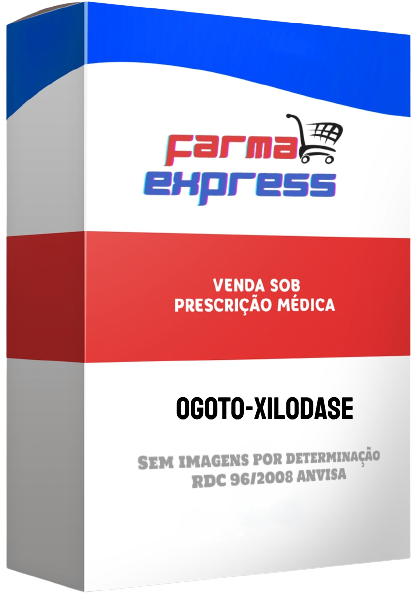 farma
express
VENDA SOB
PRESCRIÇÃO MÉDICA
OGOTO-XILODASE
SEM IMAGENS POR DETERMINAÇÃO
RDC 96/2008 ANVISA